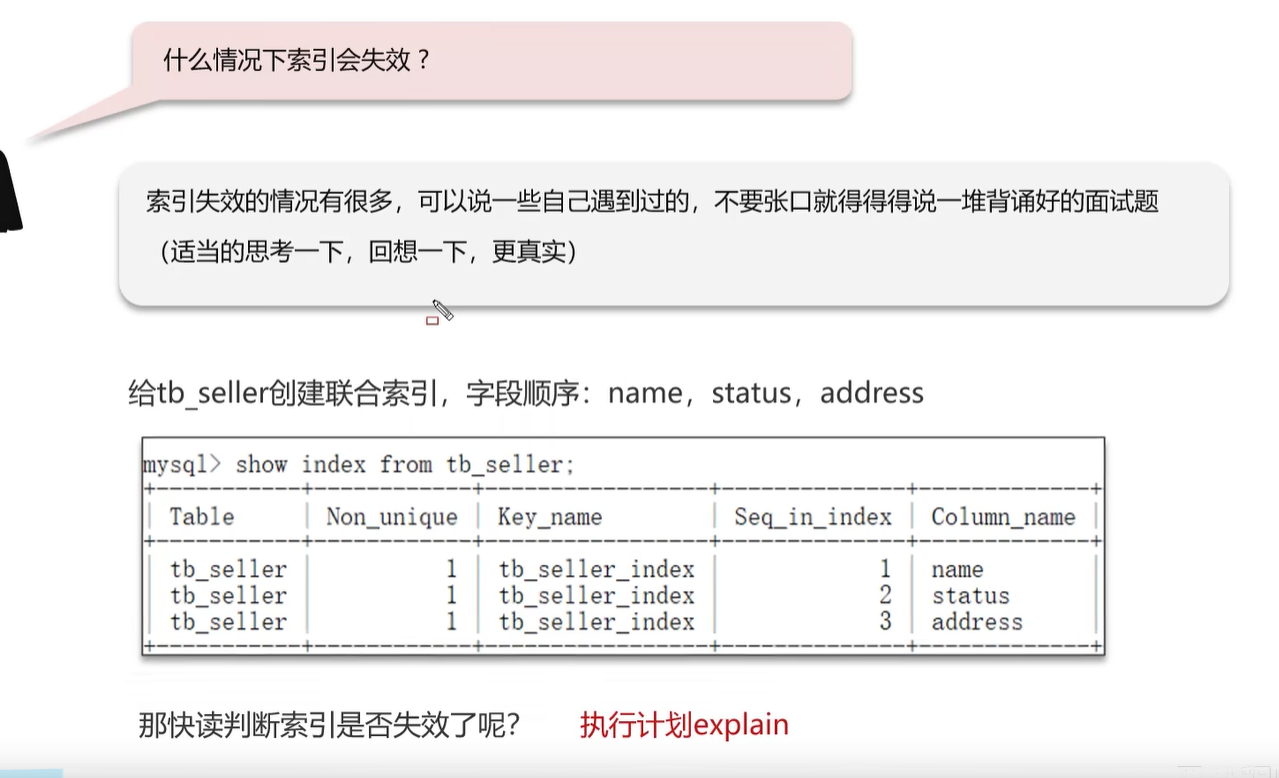 什么情况下索引会失效？
索引失效的情况有很多，可以说一些自己遇到过的，不要张口就得得得说一堆背诵好的面试题
（适当的思考一下，回想一下，更真实）
给tb_seller创建联合索引，字段顺序：name，status，address
mysql> show index from tb_seller;
+------------+------------+------------------+---------------+-------------+
| Table | Non_unique | Key_name | Seq_in_index | Column_name |
+------------+------------+------------------+---------------+-------------+
| tb_seller | 1 | tb_seller_index | 1 | name
| tb_seller | 1 | tb_seller_index | 2 | status
| tb_seller | 1 | tb_seller_index | 3 | address
+------------+------------+------------------+---------------+-------------+
那快读判断索引是否失效了呢？ 执行计划explain